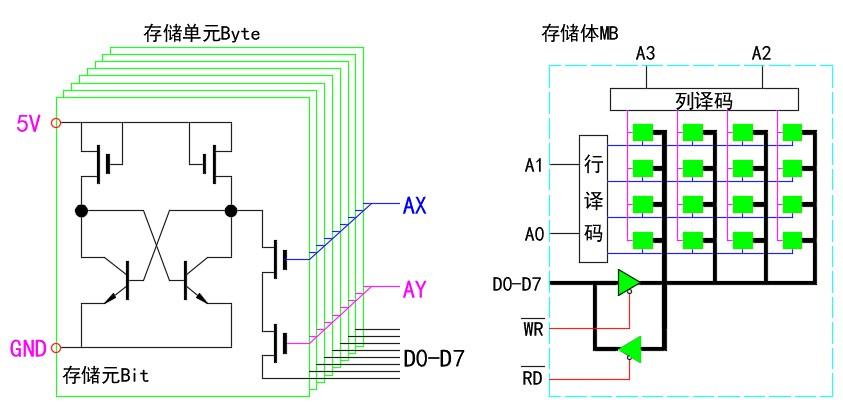 存储单元Byte
5V
GND
存储元Bit
AX
AY
D0-D7
存储体MB
A3
A2
列译码
A1
A0
行译码
D0-D7
WR
RD